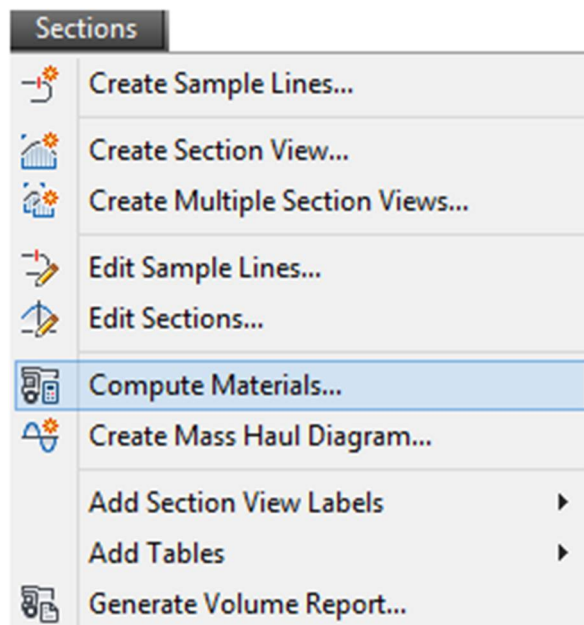 Sections
Create Sample Lines...
Create Section View...
Create Multiple Section Views...
Edit Sample Lines...
Edit Sections...
Compute Materials...
Create Mass Haul Diagram...
Add Section View Labels
Add Tables
Generate Volume Report...